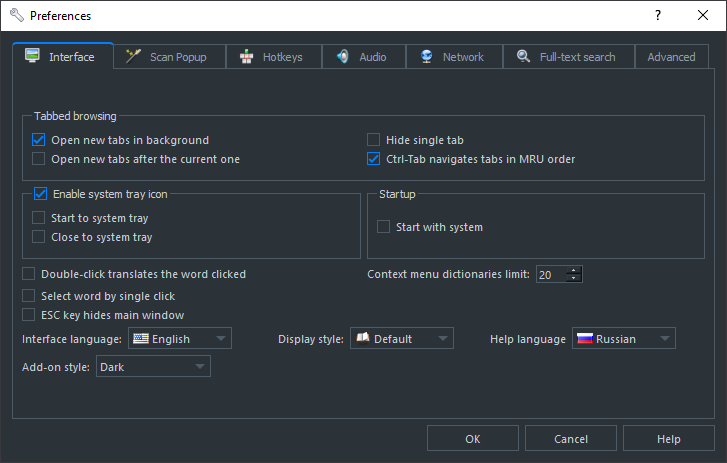 Preferences
Interface Scan Popup Hotkeys Audio Network Full-text search Advanced
Tabbed browsing
Open new tabs in background Hide single tab
Open new tabs after the current one Ctrl-Tab navigates tabs in MRU order
Enable system tray icon Startup
Start to system tray
Start with system
Close to system tray
Double-click translates the word clicked Context menu dictionaries limit: 20
Select word by single click
ESC key hides main window
Interface language: English Display style: Default Help language Russian
Add-on style: Dark
OK Cancel Help